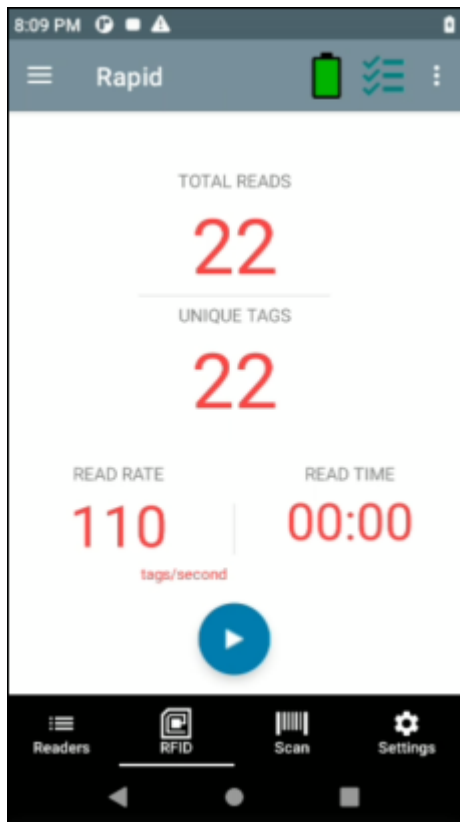 8:09 PM
Rapid
TOTAL READS
22
UNIQUE TAGS
22
READ RATE
READ TIME
110
00:00
tags/second
Readers
RFID
Scan
Settings